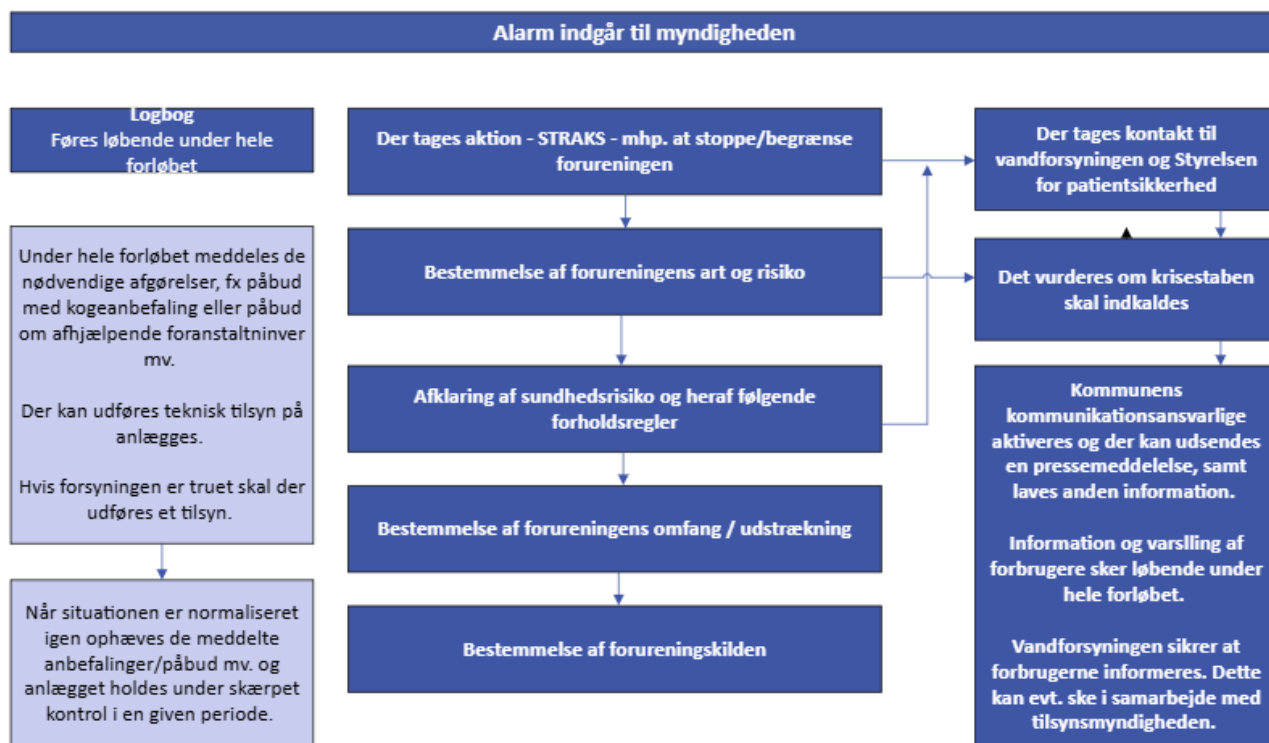 Alarm indgår til myndigheden
Logbog
Føres løbende under hele
forløbet
Under hele forløbet meddeles de
nødvendige afgørelser, fx påbud
med kogeanbefaling eller påbud
om afhjælpende foranstaltninver
mv.
Der kan udføres teknisk tilsyn på
anlægges.
Hvis forsyningen er truet skal der
udføres et tilsyn.
Når situationen er normaliseret
igen ophæves de meddelte
anbefalinger/påbud mv. og
anlægget holdes under skærpet
kontrol i en given periode.
Der tages aktion - STRAKS - mhp. at stoppe/begrænse
forureningen
Bestemmelse af forureningens art og risiko
Afklaring af sundhedsrisiko og heraf følgende
forholdsregler
Bestemmelse af forureningens omfang / udstrækning
Bestemmelse af forureningskilden
Der tages kontakt til
vandforsyningen og Styrelsen
for patientsikkerhed
Det vurderes om krisestaben
skal indkaldes
Kommunens
kommunikationsansvarlige
aktiveres og der kan udsendes
en pressemeddelelse, samt
laves anden information.
Information og varslling af
forbrugere sker løbende under
hele forløbet.
Vandforsyningen sikrer at
forbrugerne informeres. Dette
kan evt. ske i samarbejde med
tilsynsmyndigheden.